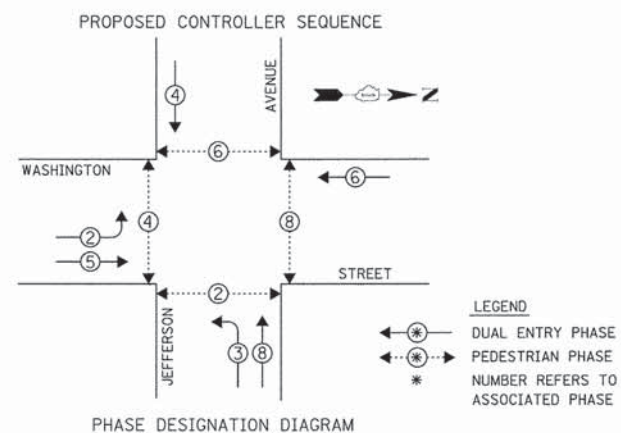 PROPOSED CONTROLLER SEQUENCE
4
AVENUE
N
6
WASHINGTON
6
4
8
2
5
2
STREET
JEFFERSON
3
8
LEGEND
* DUAL ENTRY PHASE
* PEDESTRIAN PHASE
* NUMBER REFERS TO
ASSOCIATED PHASE
PHASE DESIGNATION DIAGRAM